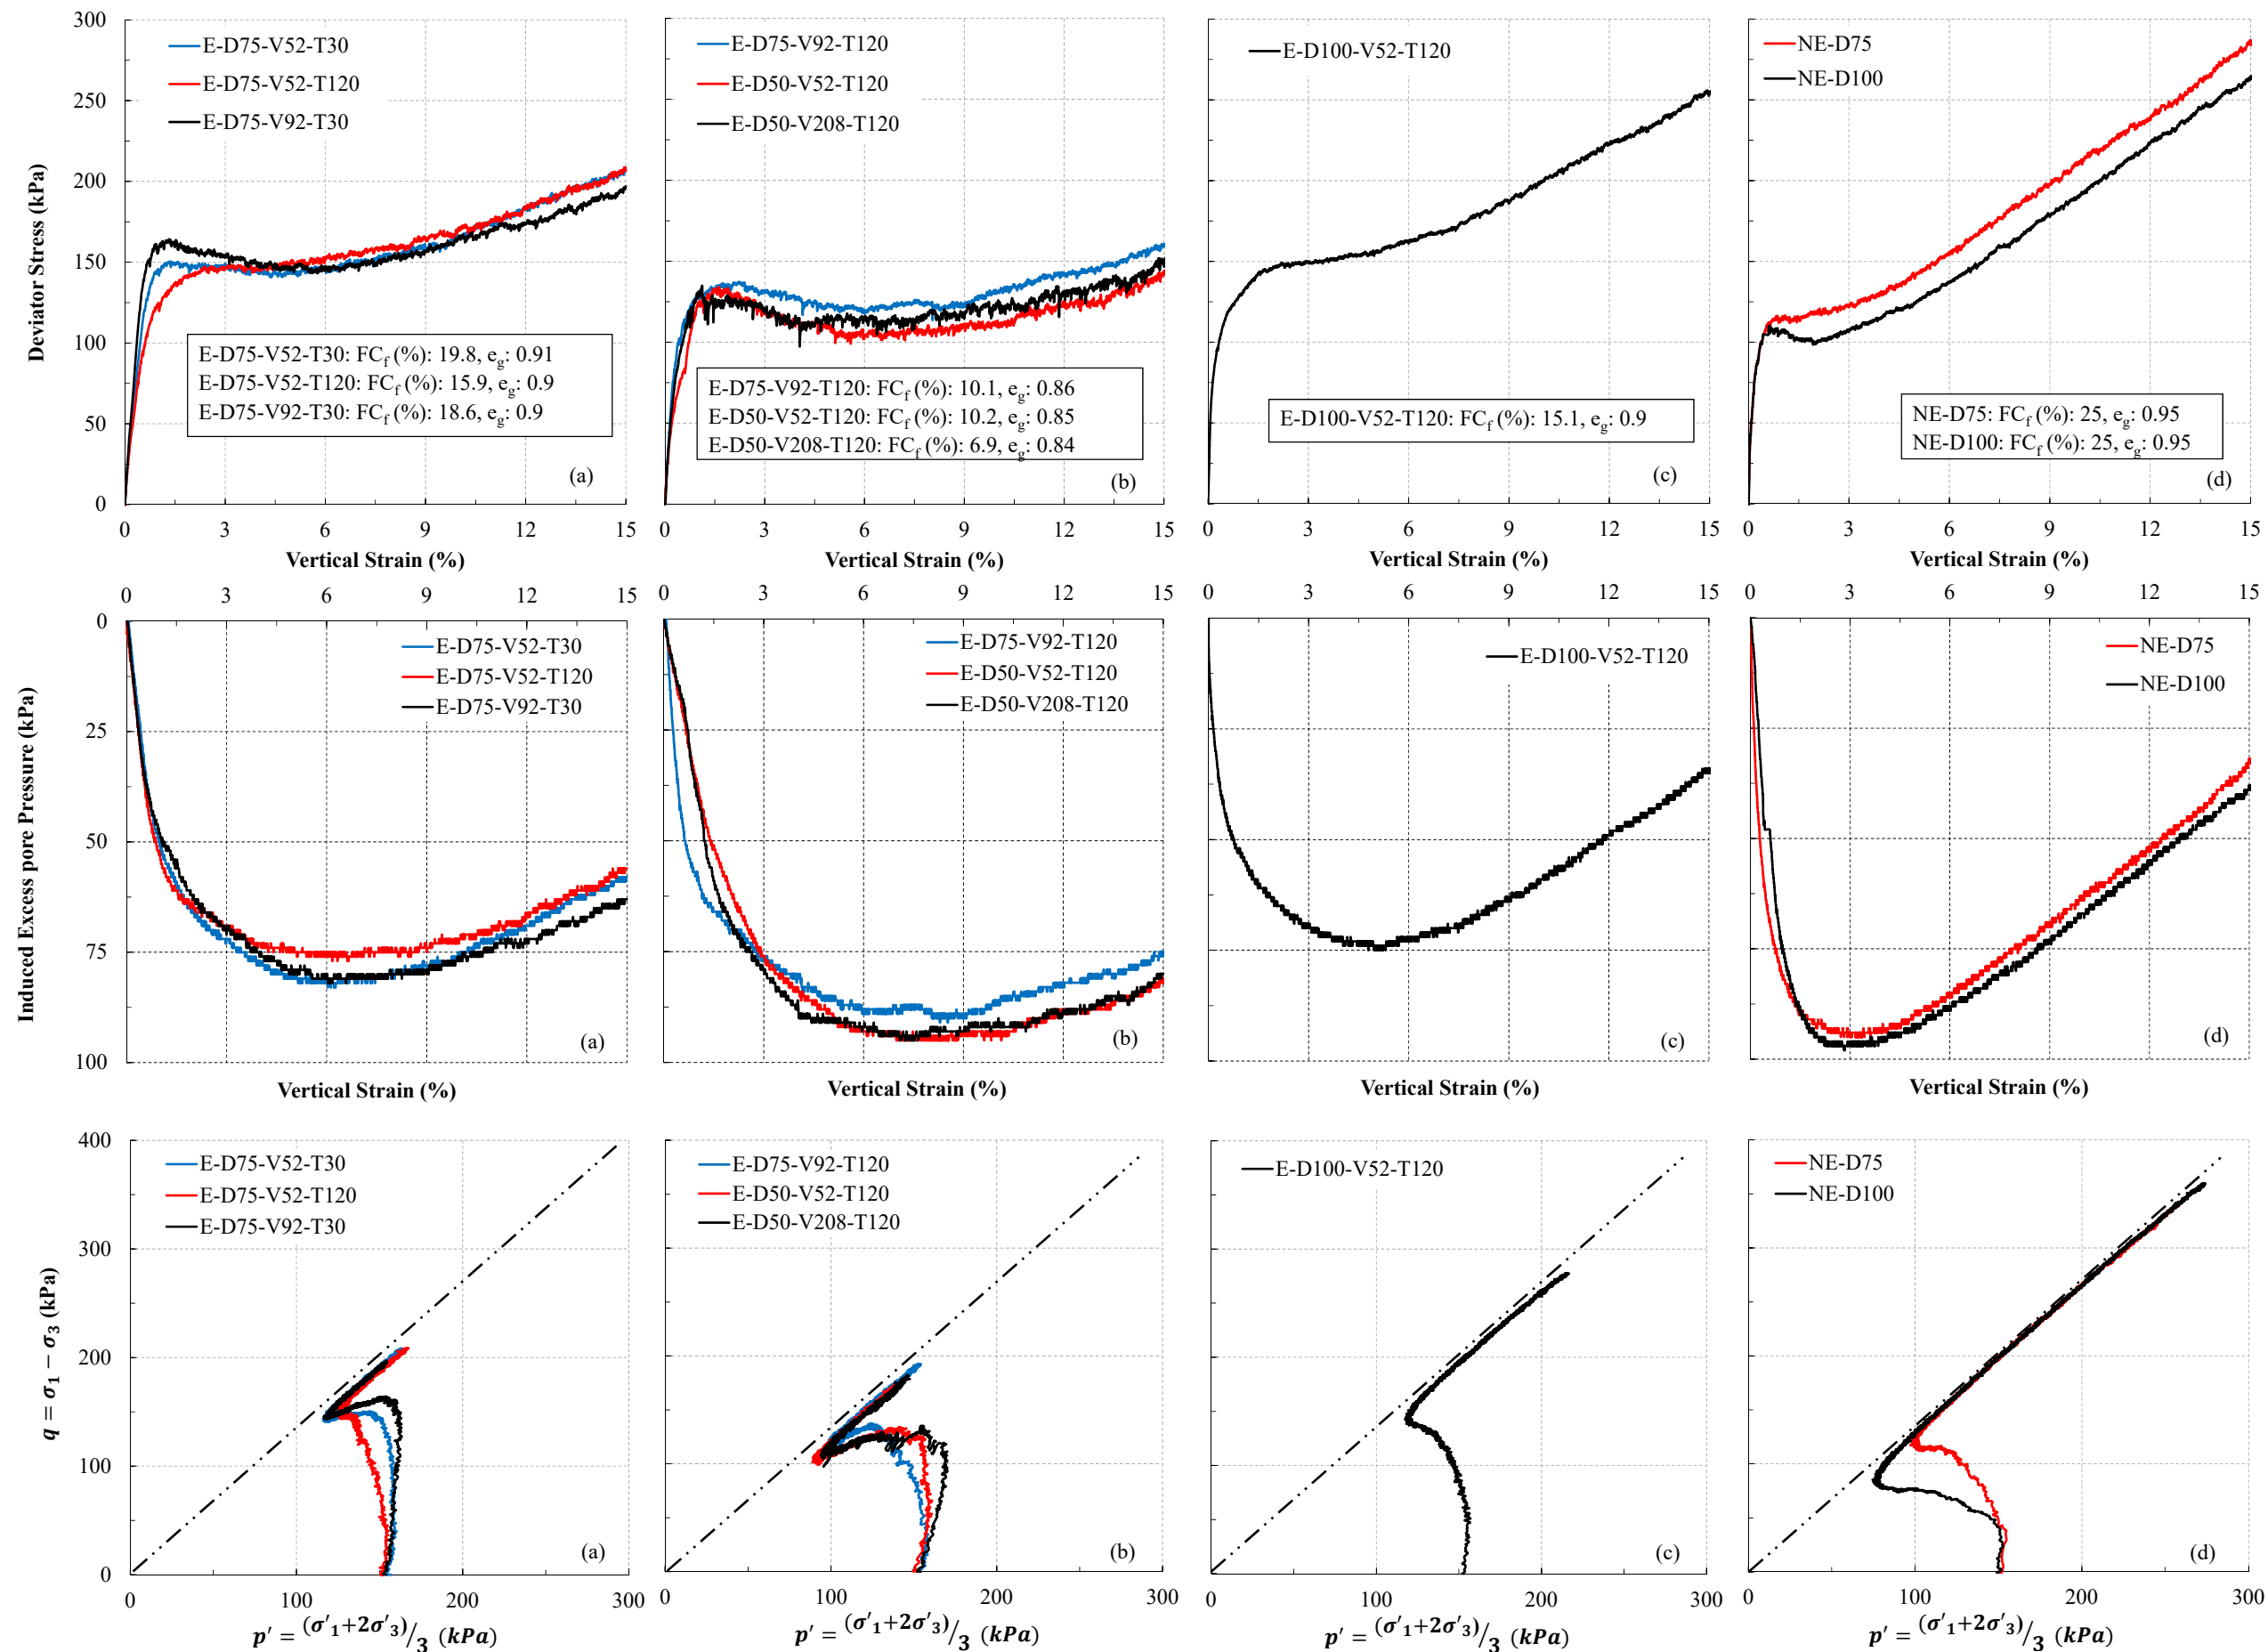 Deviator Stress (kPa)
300
250
200
150
100
50
0
E-D75-V52-T30
E-D75-V52-T120
E-D75-V92-T30
E-D75-V52-T30: FCf (%): 19.8, eg: 0.91
E-D75-V52-T120: FCf (%): 15.9, eg: 0.9
E-D75-V92-T30: FCf (%): 18.6, eg: 0.9
(a)
0 3 6 9 12 15
Vertical Strain (%)
E-D75-V92-T120
E-D50-V52-T120
E-D50-V208-T120
E-D75-V92-T120: FCf (%): 10.1, eg: 0.86
E-D50-V52-T120: FCf (%): 10.2, eg: 0.85
E-D50-V208-T120: FCf (%): 6.9, eg: 0.84
(b)
0 3 6 9 12 15
Vertical Strain (%)
E-D100-V52-T120
E-D100-V52-T120: FCf (%): 15.1, eg: 0.9
(c)
0 3 6 9 12 15
Vertical Strain (%)
NE-D75
NE-D100
NE-D75: FCf (%): 25, eg: 0.95
NE-D100: FCf (%): 25, eg: 0.95
(d)
0 3 6 9 12 15
Vertical Strain (%)
Induced Excess pore Pressure (kPa)
0 3 6 9 12 15
0
25
50
75
100
E-D75-V52-T30
E-D75-V52-T120
E-D75-V92-T30
(a)
Vertical Strain (%)
0 3 6 9 12 15
E-D75-V92-T120
E-D50-V52-T120
E-D50-V208-T120
(b)
Vertical Strain (%)
0 3 6 9 12 15
E-D100-V52-T120
(c)
Vertical Strain (%)
0 3 6 9 12 15
NE-D75
NE-D100
(d)
Vertical Strain (%)
q = σ1 − σ3 (kPa)
400
300
200
100
0
E-D75-V52-T30
E-D75-V52-T120
E-D75-V92-T30
(a)
100 200 300
p′ = (σ′1+2σ′3)/3 (kPa)
E-D75-V92-T120
E-D50-V52-T120
E-D50-V208-T120
(b)
0 100 200 300
p′ = (σ′1+2σ′3)/3 (kPa)
E-D100-V52-T120
(c)
0 100 200 300
p′ = (σ′1+2σ′3)/3 (kPa)
NE-D75
NE-D100
(d)
0 100 200 300
p′ = (σ′1+2σ′3)/3 (kPa)